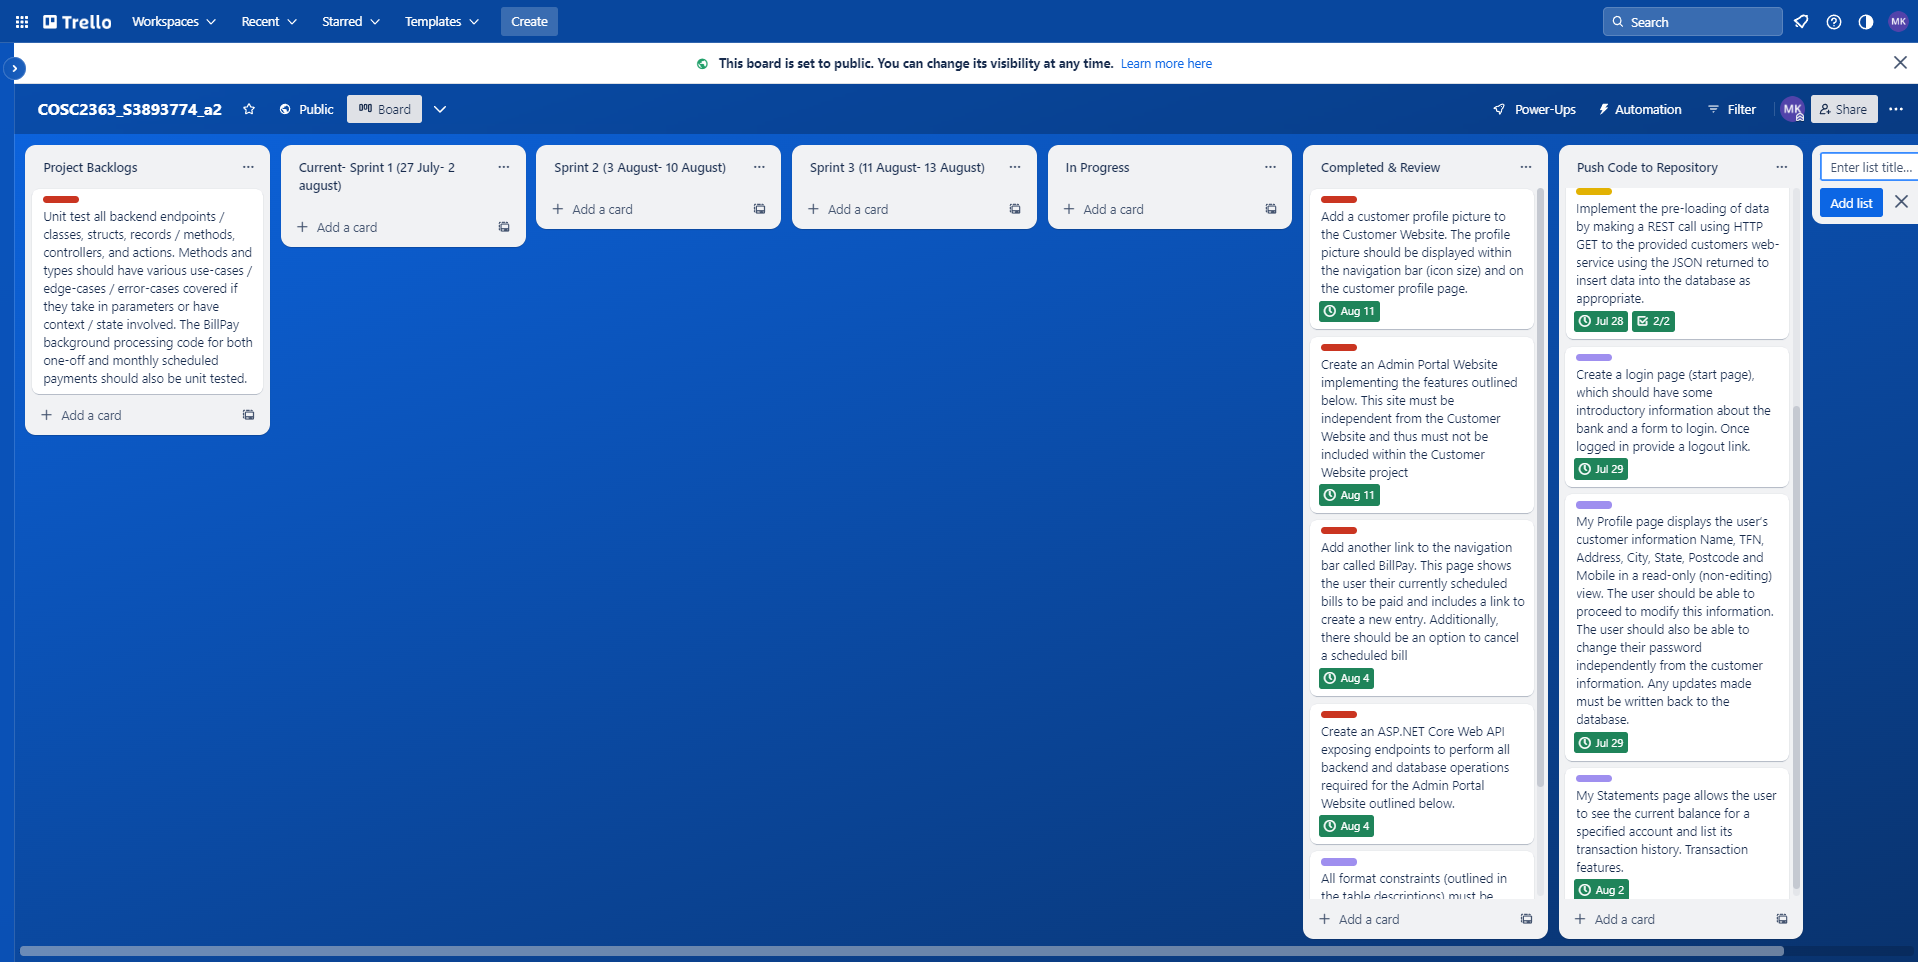 Trello
Workspaces
Recent
Starred
Templates
Create
Search
MK
This board is set to public. You can change its visibility at any time. Learn more here
COSC2363_S3893774_a2
Public
Board
Power-Ups
Automation
Filter
MK
Share
Project Backlogs
Unit test all backend endpoints /
classes, structs, records / methods,
controllers, and actions. Methods and
types should have various use-cases /
edge-cases / error-cases covered if
they take in parameters or have
context / state involved. The BillPay
background processing code for both
one-off and monthly scheduled
payments should also be unit tested.
Add a card
Current- Sprint 1 (27 July- 2
august)
Add a card
Sprint 2 (3 August- 10 August)
Add a card
Sprint 3 (11 August- 13 August)
Add a card
In Progress
Add a card
Completed & Review
Add a customer profile picture to
the Customer Website. The profile
picture should be displayed within
the navigation bar (icon size) and on
the customer profile page.
Aug 11
Create an Admin Portal Website
implementing the features outlined
below. This site must be
independent from the Customer
Website and thus must not be
included within the Customer
Website project
Aug 11
Add another link to the navigation
bar called BillPay. This page shows
the user their currently scheduled
bills to be paid and includes a link to
create a new entry. Additionally,
there should be an option to cancel
a scheduled bill
Aug 4
Create an ASP.NET Core Web API
exposing endpoints to perform all
backend and database operations
required for the Admin Portal
Website outlined below.
Aug 4
All format constraints (outlined in
the table descriptions) must be
Add a card
Push Code to Repository
Implement the pre-loading of data
by making a REST call using HTTP
GET to the provided customers web-
service using the JSON returned to
insert data into the database as
appropriate.
Jul 28
2/2
Create a login page (start page),
which should have some
introductory information about the
bank and a form to login. Once
logged in provide a logout link.
Jul 29
My Profile page displays the user's
customer information Name, TFN,
Address, City, State, Postcode and
Mobile in a read-only (non-editing)
view. The user should be able to
proceed to modify this information.
The user should also be able to
change their password
independently from the customer
information. Any updates made
must be written back to the
database.
Jul 29
My Statements page allows the user
to see the current balance for a
specified account and list its
transaction history. Transaction
features.
Aug 2
Add a card
Enter list title...
Add list